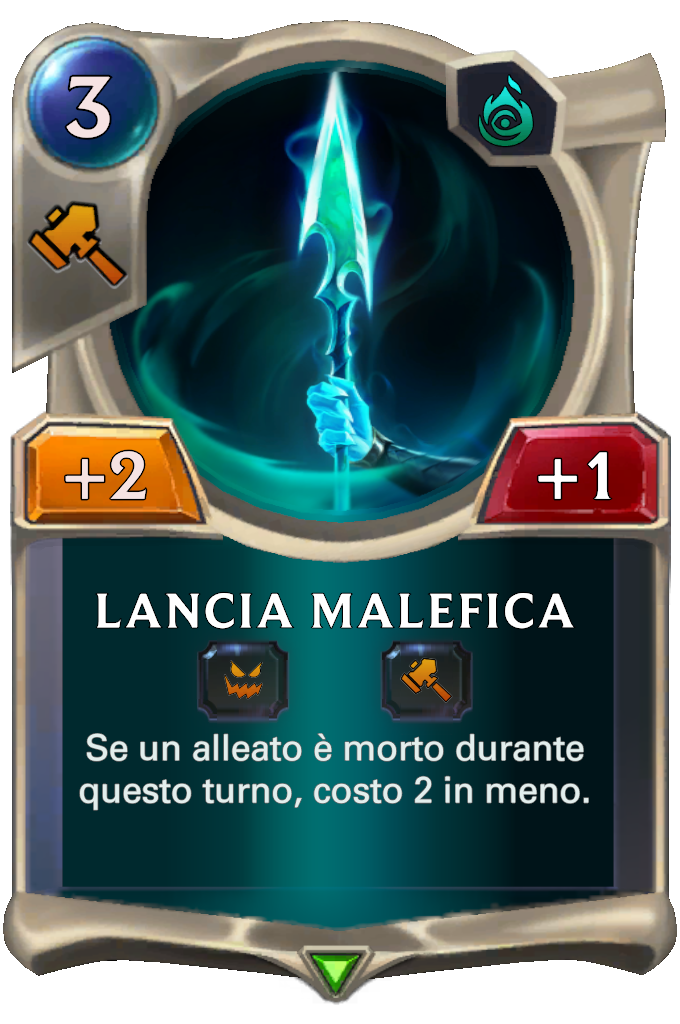 3
+2
+1
LANCIA MALEFICA
Se un alleato è morto durante
questo turno, costo 2 in meno.